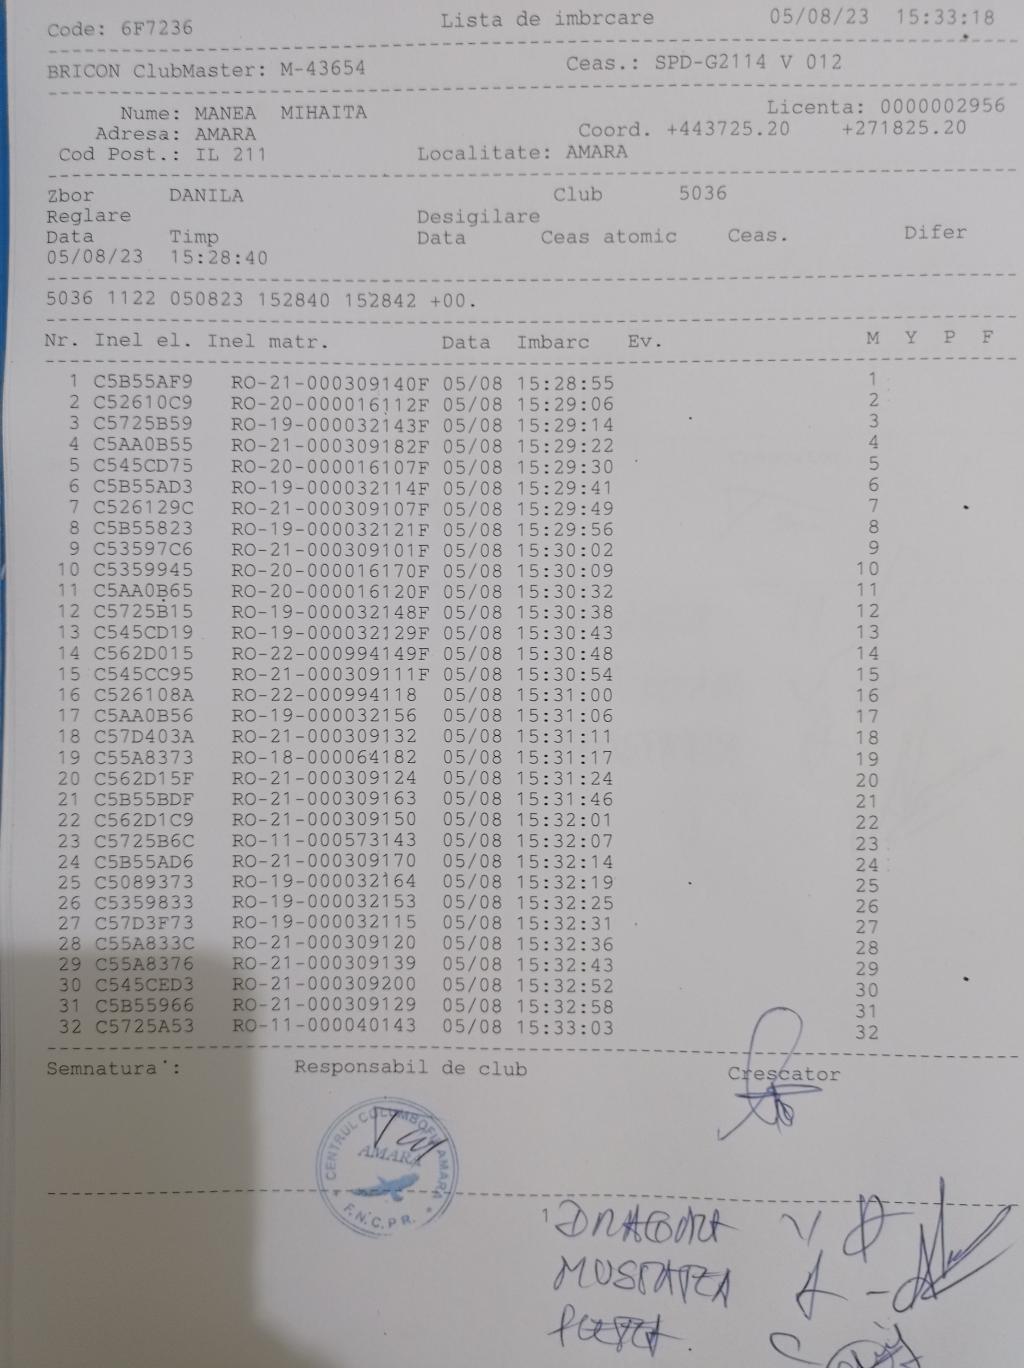 Code: 6F7236 Lista de imbrcare 05/08/23 15:33:18
BRICON ClubMaster: M-43654 Ceas.: SPD-G2114 V 012
Nume: MANEA MIHAITA Licenta: 0000002956
Adresa: AMARA Coord. +443725.20 +271825.20
Cod Post.: IL 211 Localitate: AMARA
Zbor DANILA Club 5036
Reglare Desigilare
Data Timp Data Ceas atomic Ceas. Difer
05/08/23 15:28:40
5036 1122 050823 152840 152842 +00.
Nr. Inel el. Inel matr. Data Imbarc Ev. M Y P F
1 C5B55AF9 RO-21-000309140F 05/08 15:28:55 1
2 C52610C9 RO-20-000016112F 05/08 15:29:06 2
3 C5725B59 RO-19-000032143F 05/08 15:29:14 3
4 C5AA0B55 RO-21-000309182F 05/08 15:29:22 4
5 C545CD75 RO-20-000016107F 05/08 15:29:30 5
6 C5B55AD3 RO-19-000032114F 05/08 15:29:41 6
7 C526129C RO-21-000309107F 05/08 15:29:49 7
8 C5B55823 RO-19-000032121F 05/08 15:29:56 8
9 C53597C6 RO-21-000309101F 05/08 15:30:02 9
10 C5359945 RO-20-000016170F 05/08 15:30:09 10
11 C5AA0B65 RO-20-000016120F 05/08 15:30:32 11
12 C5725B15 RO-19-000032148F 05/08 15:30:38 12
13 C545CD19 RO-19-000032129F 05/08 15:30:43 13
14 C562D015 RO-22-000994149F 05/08 15:30:48 14
15 C545CC95 RO-21-000309111F 05/08 15:30:54 15
16 C526108A RO-22-000994118 05/08 15:31:00 16
17 C5AA0B56 RO-19-000032156 05/08 15:31:06 17
18 C57D403A RO-21-000309132 05/08 15:31:11 18
19 C55A8373 RO-18-000064182 05/08 15:31:17 19
20 C562D15F RO-21-000309124 05/08 15:31:24 20
21 C5B55BDF RO-21-000309163 05/08 15:31:46 21
22 C562D1C9 RO-21-000309150 05/08 15:32:01 22
23 C5725B6C RO-11-000573143 05/08 15:32:07 23
24 C5B55AD6 RO-21-000309170 05/08 15:32:14 24
25 C5089373 RO-19-000032164 05/08 15:32:19 25
26 C5359833 RO-19-000032153 05/08 15:32:25 26
27 C57D3F73 RO-19-000032115 05/08 15:32:31 27
28 C55A833C RO-21-000309120 05/08 15:32:36 28
29 C55A8376 RO-21-000309139 05/08 15:32:43 29
30 C545CED3 RO-21-000309200 05/08 15:32:52 30
31 C5B55966 RO-21-000309129 05/08 15:32:58 31
32 C5725A53 RO-11-000040143 05/08 15:33:03 32
Semnatura : Responsabil de club Crescator
CENTRUL COLUMBOFIL AMARA
AMARA
F.N.C.P.R.